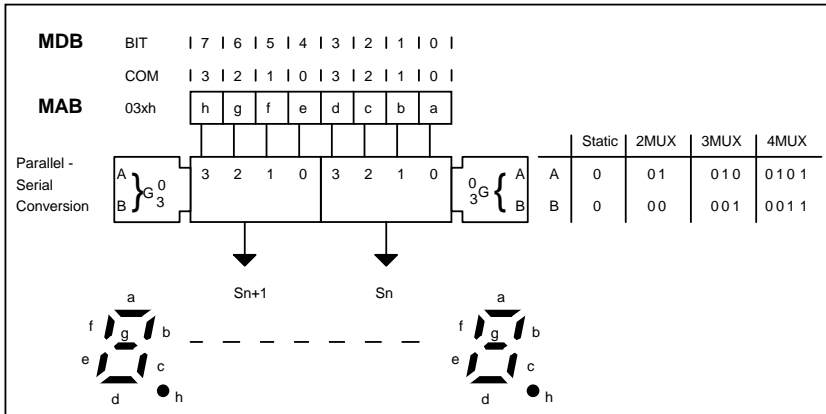 MDB BIT 7 6 5 4 3 2 1 0
COM 3 2 1 0 3 2 1 0
MAB 03xh h g f e d c b a
Static 2MUX 3MUX 4MUX
Parallel -
Serial
Conversion
A B } G 0 3
3 2 1 0 3 2 1 0
0 3 G { A B
A 0 01 010 0101
B 0 00 001 0011
Sn+1 Sn
a
f g b
e c
d h
a
f g b
e c
d h